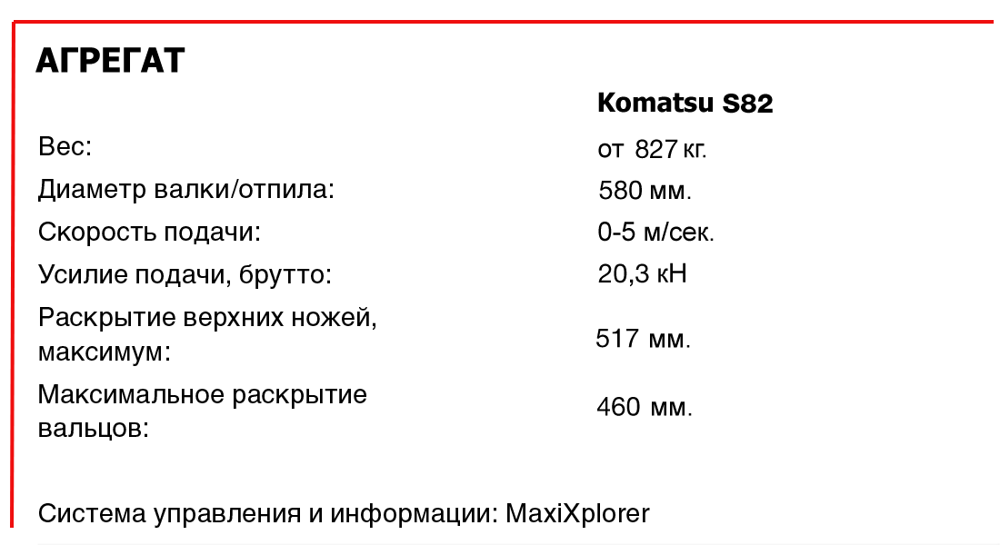 АГРЕГАТ
Komatsu S82
Вес: от 827 кг.
Диаметр валки/отпила: 580 мм.
Скорость подачи: 0-5 м/сек.
Усилие подачи, брутто: 20,3 кН
Раскрытие верхних ножей,
максимум: 517 мм.
Максимальное раскрытие
вальцов: 460 мм.
Система управления и информации: MaxiXplorer